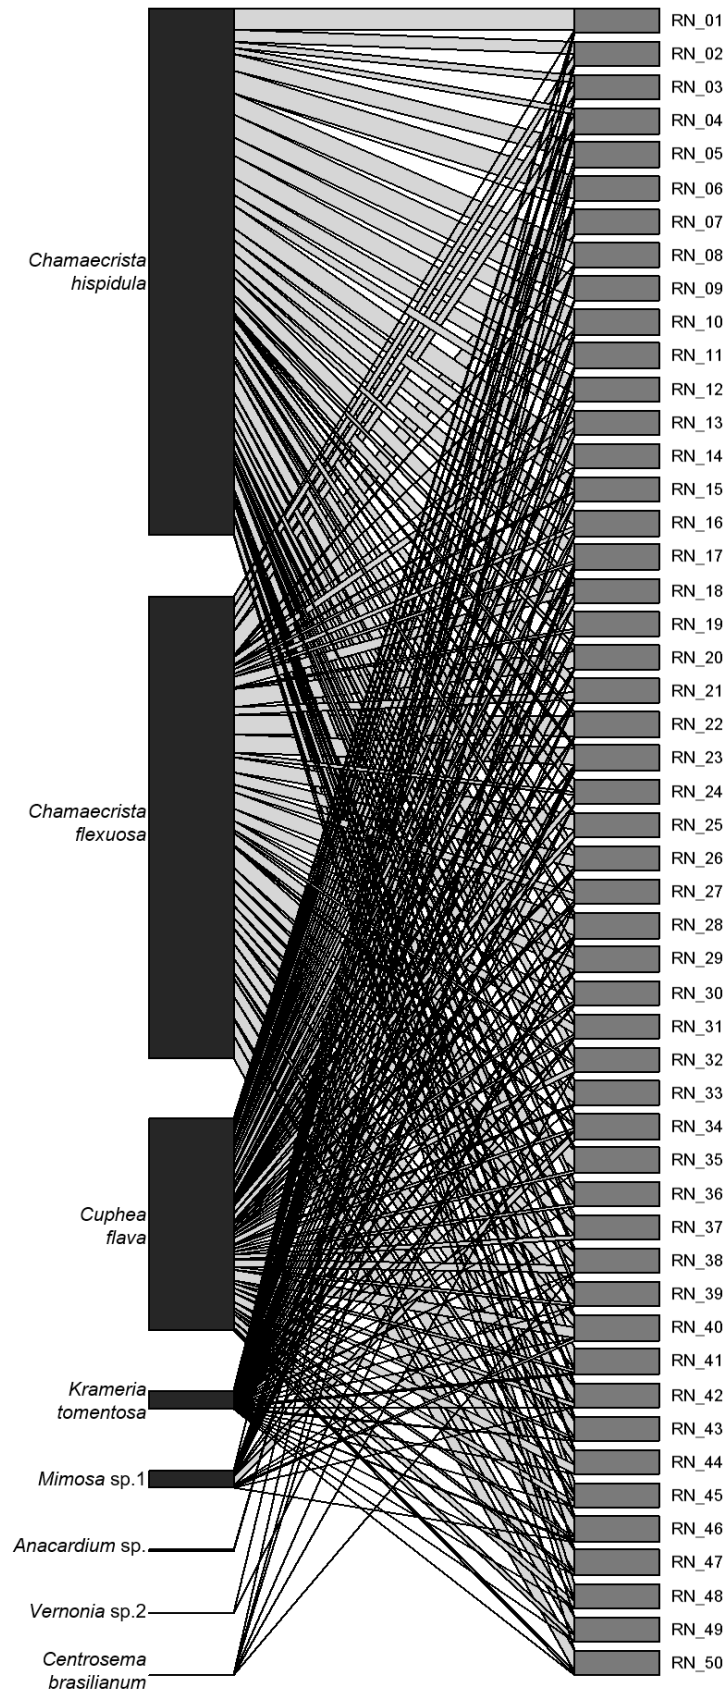 Chamaecrista
hispidula
Chamaecrista
flexuosa
Cuphea
flava
Krameria
tomentosa
Mimosa sp.1
Anacardium sp.
Vernonia sp.2
Centrosema
brasilianum
RN_01
RN_02
RN_03
RN_04
RN_05
RN_06
RN_07
RN_08
RN_09
RN_10
RN_11
RN_12
RN_13
RN_14
RN_15
RN_16
RN_17
RN_18
RN_19
RN_20
RN_21
RN_22
RN_23
RN_24
RN_25
RN_26
RN_27
RN_28
RN_29
RN_30
RN_31
RN_32
RN_33
RN_34
RN_35
RN_36
RN_37
RN_38
RN_39
RN_40
RN_41
RN_42
RN_43
RN_44
RN_45
RN_46
RN_47
RN_48
RN_49
RN_50